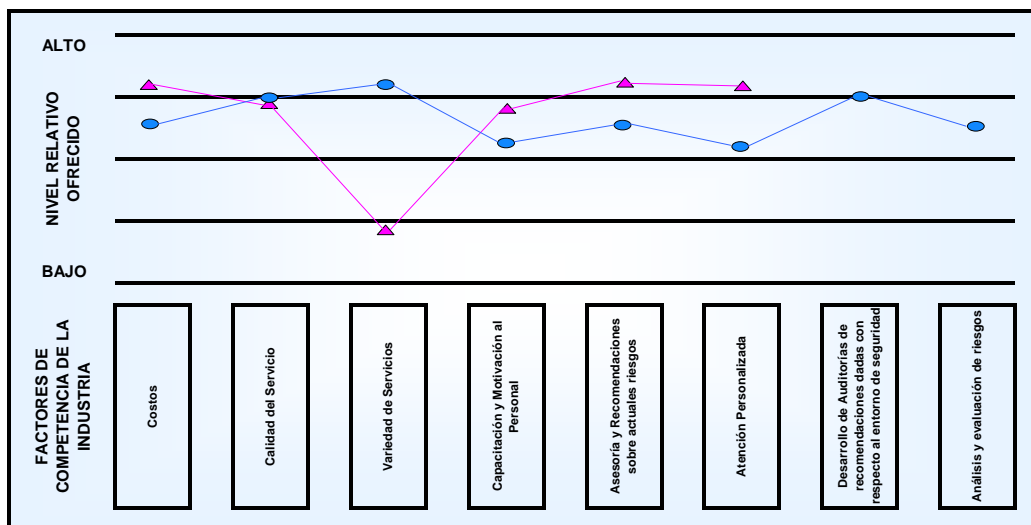 ALTO
NIVEL RELATIVO
OFRECIDO
BAJO
FACTORES DE
COMPETENCIA DE LA
INDUSTRIA
Costos
Calidad del Servicio
Variedad de Servicios
Capacitación y Motivación al
Personal
Asesoría y Recomendaciones
sobre actuales riesgos
Atención Personalizada
Desarrollo de Auditorías de
recomendaciones dadas con
respecto al entorno de seguridad
Análisis y evaluación de riesgos